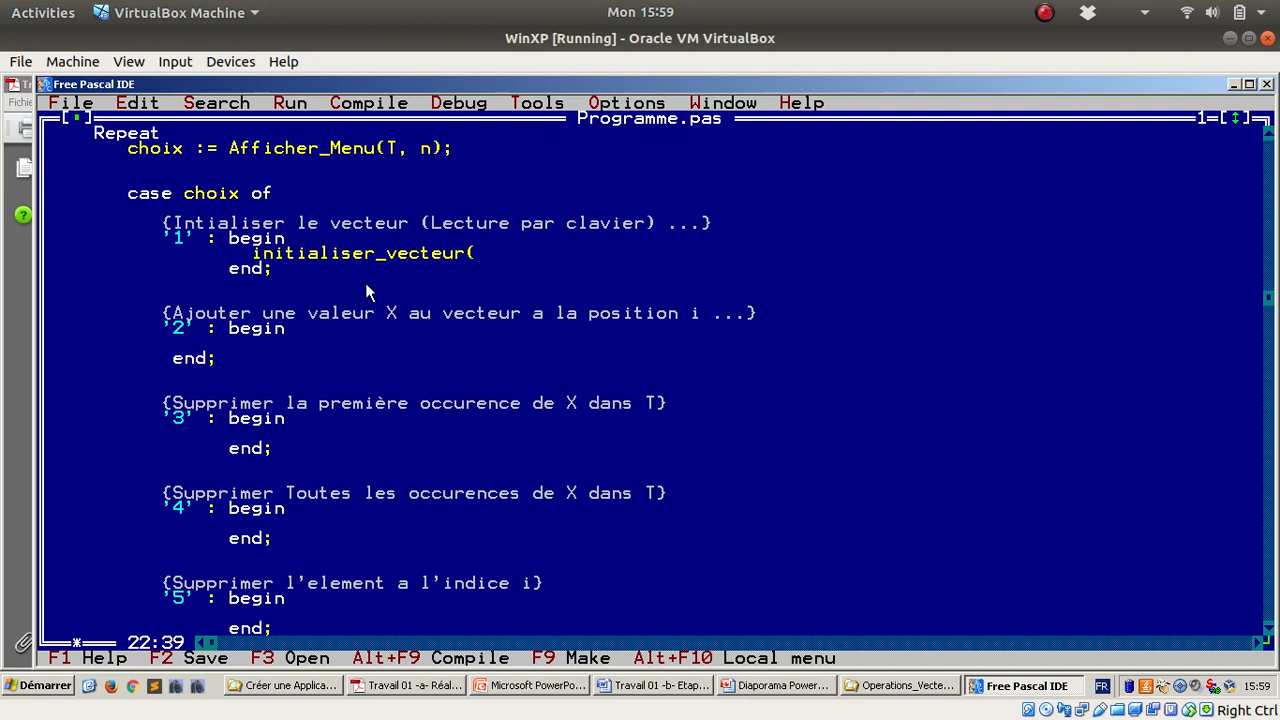 Activities VirtualBox Machine Mon 15:59
WinXP [Running] - Oracle VM VirtualBox
File Machine View Input Devices Help
Free Pascal IDE
Fichie
File Edit Search Run Compile Debug Tools Options Window Help
Programme.pas 1
Repeat
choix := Afficher_Menu(T, n);
case choix of
{Intialiser le vecteur (Lecture par clavier) ...}
'1' : begin
initialiser_vecteur(
end;
{Ajouter une valeur X au vecteur a la position i ...}
'2' : begin
end;
{Supprimer la première occurence de X dans T}
'3' : begin
end;
{Supprimer Toutes les occurences de X dans T}
'4' : begin
end;
{Supprimer l'element a l'indice i}
'5' : begin
end;
22:39
F1 Help F2 Save F3 Open Alt+F9 Compile F9 Make Alt+F10 Local menu
Démarrer Créer une Applica... Travail 01 -a- Réal... Microsoft PowerPo... Travail 01 -b- Etap... Diaporama Power... Operations_Vecte... Free Pascal IDE FR 15:59
Right Ctrl